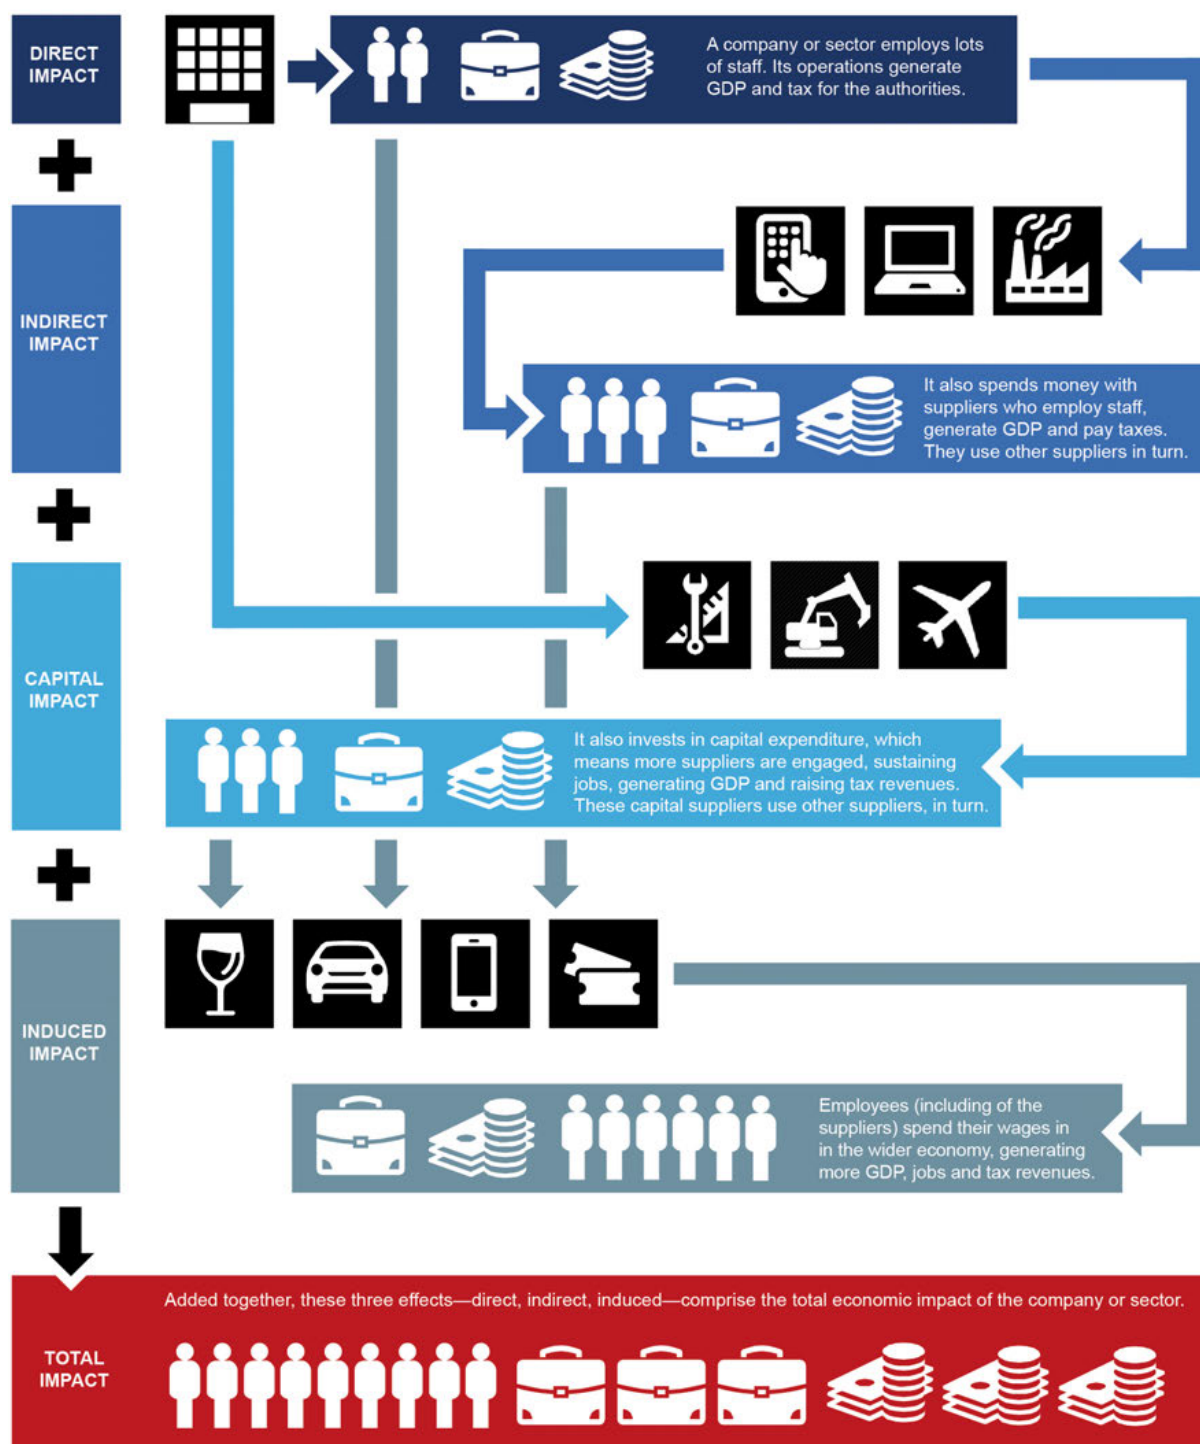 DIRECT
IMPACT
A company or sector employs lots
of staff. Its operations generate
GDP and tax for the authorities.
INDIRECT
IMPACT
It also spends money with
suppliers who employ staff,
generate GDP and pay taxes.
They use other suppliers in turn.
CAPITAL
IMPACT
It also invests in capital expenditure, which
means more suppliers are engaged, sustaining
jobs, generating GDP and raising tax revenues.
These capital suppliers use other suppliers, in turn.
INDUCED
IMPACT
Employees (including of the
suppliers) spend their wages in
in the wider economy, generating
more GDP, jobs and tax revenues.
TOTAL
IMPACT
Added together, these three effects—direct, indirect, induced—comprise the total economic impact of the company or sector.